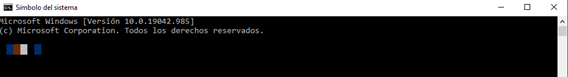 Símbolo del sistema
Microsoft Windows [Versión 10.0.19042.985]
(c) Microsoft Corporation. Todos los derechos reservados.